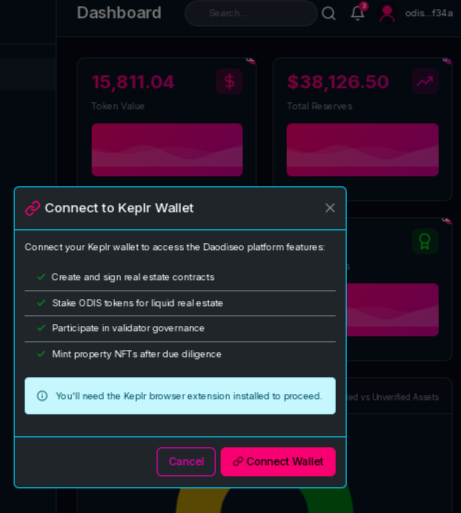 Dashboard
Search...
3
odis...f34a
15,811.04
Token Value
$38,126.50
Total Reserves
Connect to Keplr Wallet
Connect your Keplr wallet to access the Daodiseo platform features:
Create and sign real estate contracts
Stake ODIS tokens for liquid real estate
Participate in validator governance
Mint property NFTs after due diligence
You'll need the Keplr browser extension installed to proceed.
vs Unverified Assets
Cancel
Connect Wallet